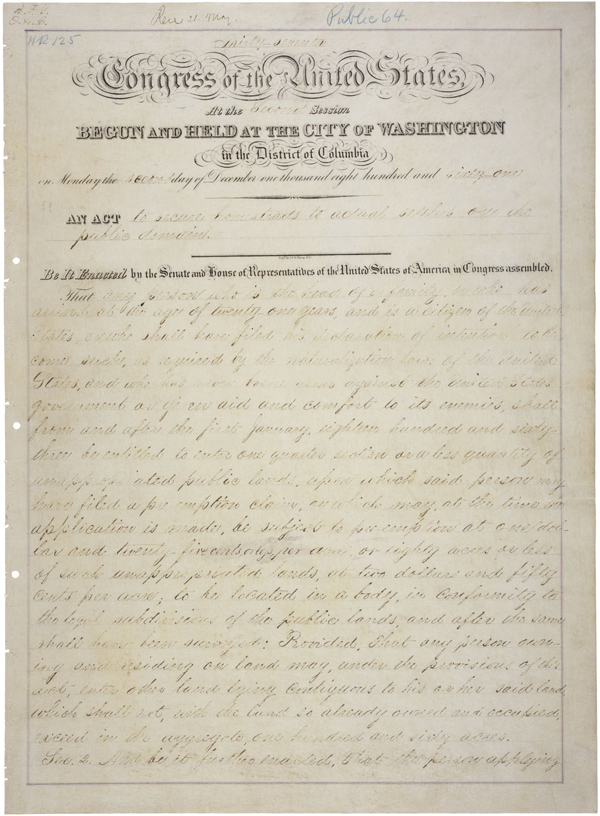 Public 64.
HR 125
Thirty-seventh
Congress of the United States,
At the Second Session
BEGUN AND HELD AT THE CITY OF WASHINGTON
in the District of Columbia
on Monday the second day of December one thousand eight hundred and sixty-one
AN ACT to secure homesteads to actual settlers on the
public domain.
Be It Enacted by the Senate and House of Representatives of the United States of America in Congress assembled.
That any person who is the head of a family, or who has
arrived at the age of twenty one years, and is a citizen of the United
States, or who shall have filed his declaration of intention to be
come such, as required by the naturalization laws of the United
States, and who has never borne arms against the United States
government or given aid and comfort to its enemies, shall
from and after the first January, eighteen hundred and sixty-
three be entitled to enter one quarter section or a less quantity of
unappropriated public lands, upon which said person may
have filed a preemption claim, or which may, at the time the
application is made, be subject to preemption at one dol-
lar and twenty-five cents, or less, per acre; or eighty acres or less
of such unappropriated lands, at two dollars and fifty
cents per acre; to be located in a body, in conformity to
the legal subdivisions of the public lands, and after the same
shall have been surveyed: Provided, That any person own-
ing and residing on land may, under the provisions of this
act, enter other land lying contiguous to his or her said land,
which shall not, with the land so already owned and occupied,
exceed in the aggregate one hundred and sixty acres.
Sec. 2. And be it further enacted, That the person applying